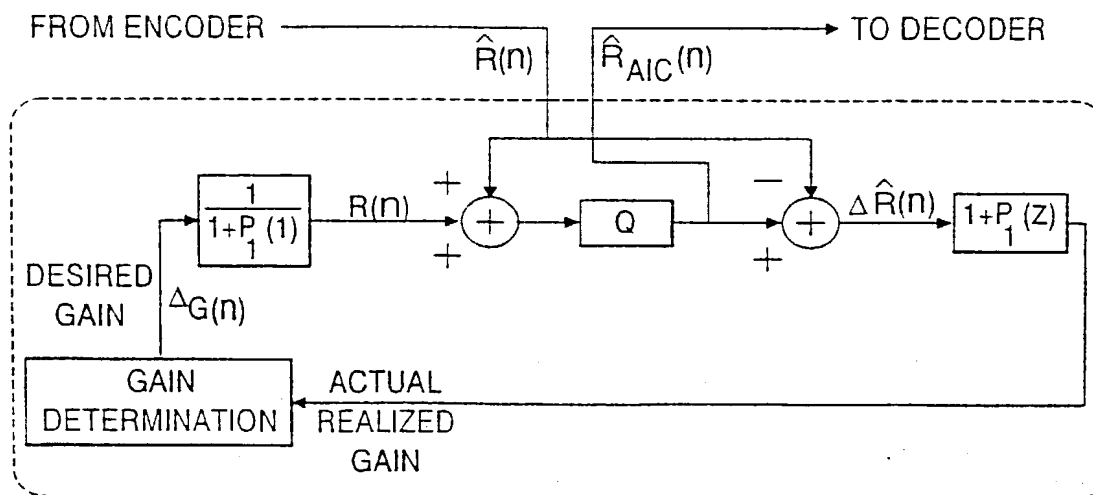 FROM ENCODER
R̂(n)
R̂AIC(n)
TO DECODER
1
1+P1(1)
R(n)
+
+
+
Q
−
+
+
ΔR̂(n)
1+P1(Z)
DESIRED
GAIN
ΔG(n)
GAIN
DETERMINATION
ACTUAL
REALIZED
GAIN